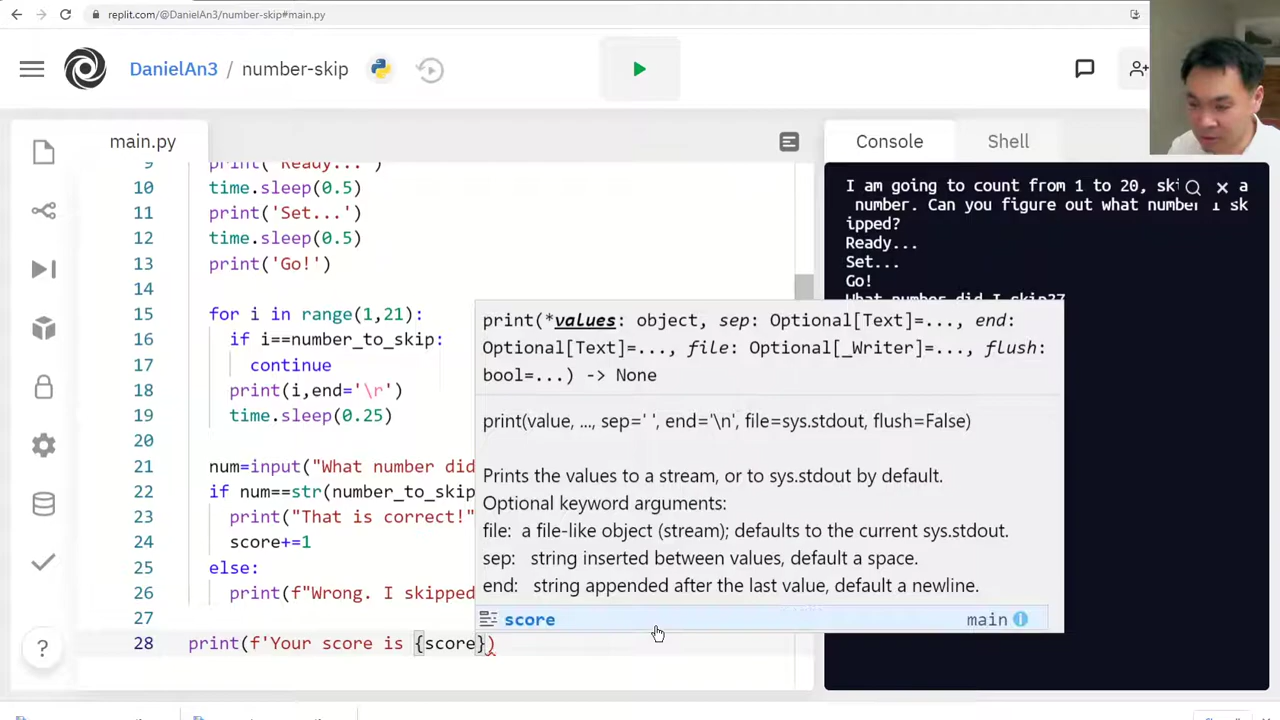 replit.com/@DanielAn3/number-skip#main.py
DanielAn3 / number-skip
main.py
Console
Shell
9 print('Ready...')
10 time.sleep(0.5)
11 print('Set...')
12 time.sleep(0.5)
13 print('Go!')
14
15 for i in range(1,21):
16 if i==number_to_skip:
17 continue
18 print(i,end='\r')
19 time.sleep(0.25)
20
21 num=input("What number did
22 if num==str(number_to_skip
23 print("That is correct!"
24 score+=1
25 else:
26 print(f"Wrong. I skipped
27
28 print(f'Your score is {score})
print(*values: object, sep: Optional[Text]=..., end:
Optional[Text]=..., file: Optional[_Writer]=..., flush:
bool=...) -> None
print(value, ..., sep=' ', end='\n', file=sys.stdout, flush=False)
Prints the values to a stream, or to sys.stdout by default.
Optional keyword arguments:
file: a file-like object (stream); defaults to the current sys.stdout.
sep: string inserted between values, default a space.
end: string appended after the last value, default a newline.
score main
I am going to count from 1 to 20, a
number. Can you figure out what number I sk
ipped?
Ready...
Set...
Go!
What number did I skip?7
?